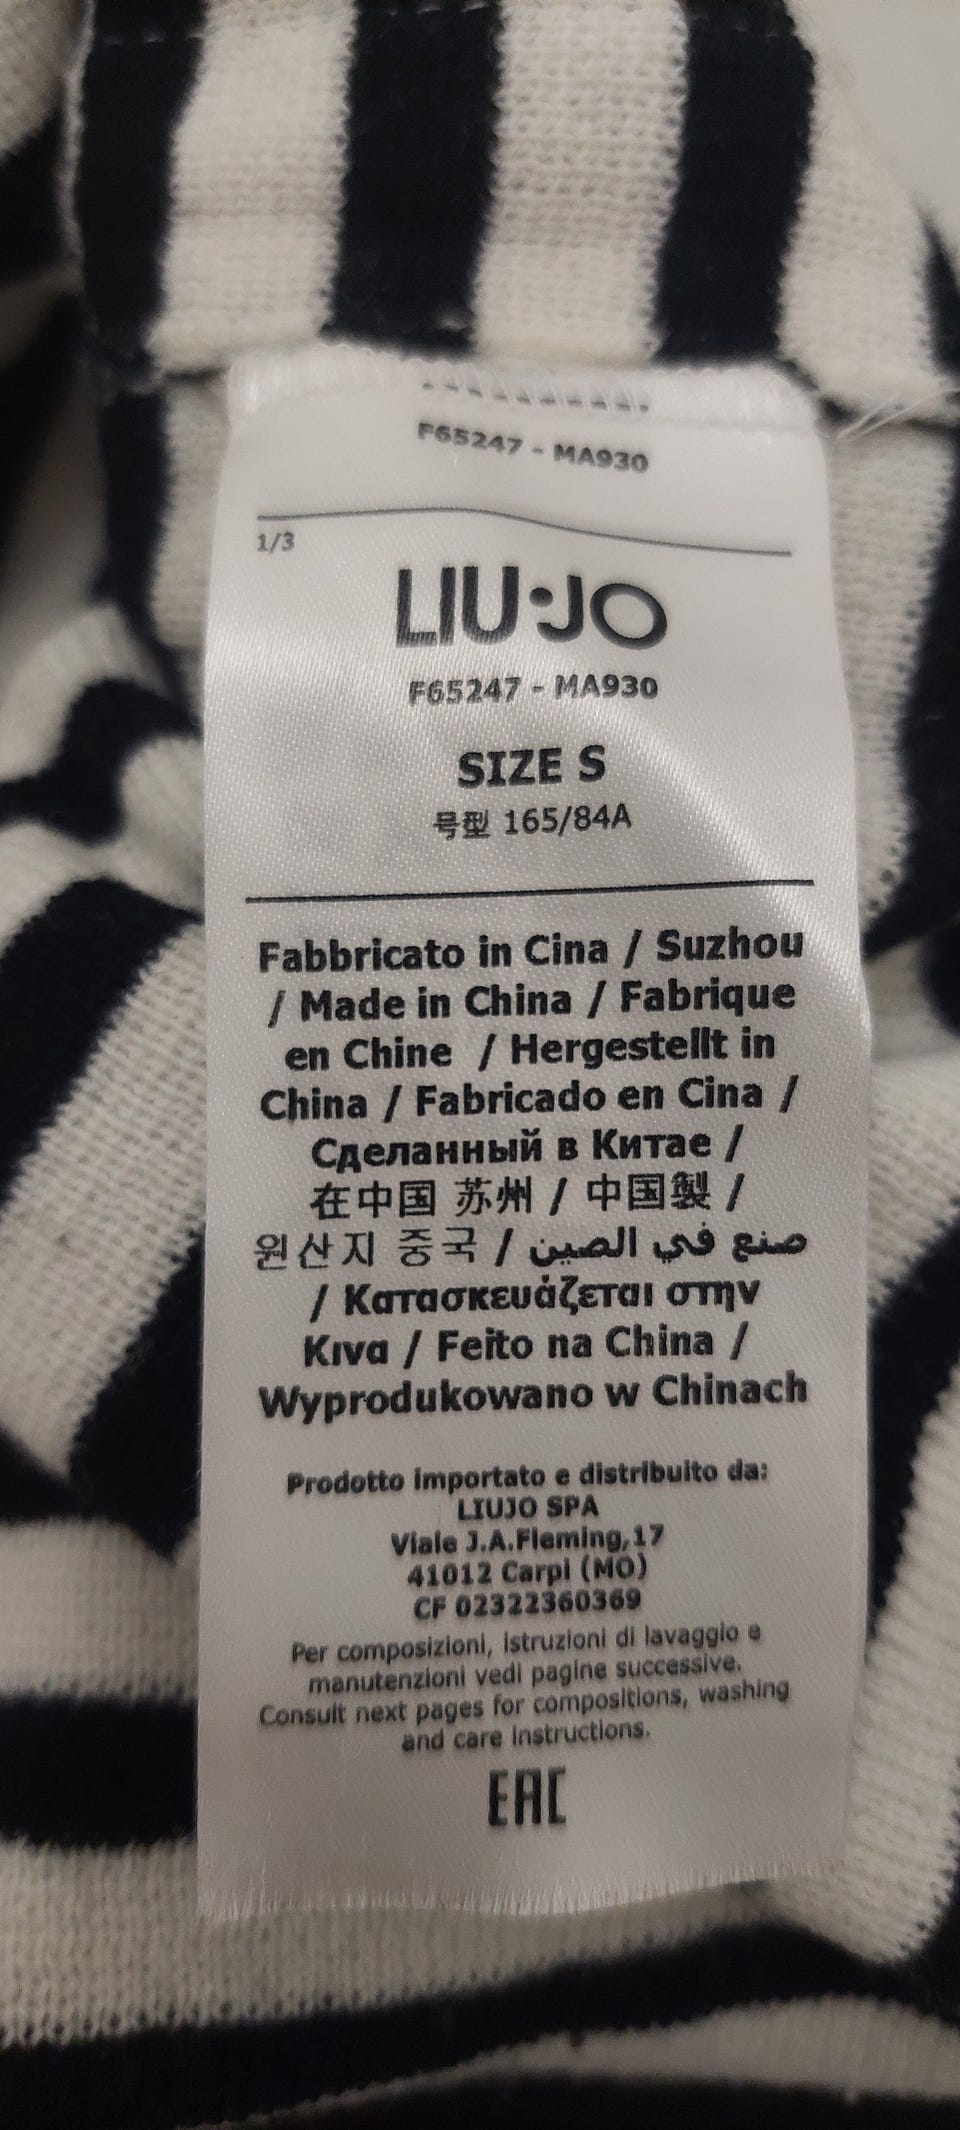 F65247 - MA930
1/3
LIU·JO
F65247 - MA930
SIZE S
号型 165/84A
Fabbricato in Cina / Suzhou
/ Made in China / Fabrique
en Chine / Hergestellt in
China / Fabricado en Cina /
Сделанный в Китае /
在中国 苏州 / 中国製 /
원산지 중국 / صنع في الصين
/ Κατασκευάζεται στην
Κινα / Feito na China /
Wyprodukowano w Chinach
Prodotto importato e distribuito da:
LIUJO SPA
Viale J.A.Fleming,17
41012 Carpi (MO)
CF 02322360369
Per composizioni, istruzioni di lavaggio e
manutenzioni vedi pagine successive.
Consult next pages for compositions, washing
and care instructions.
EAC